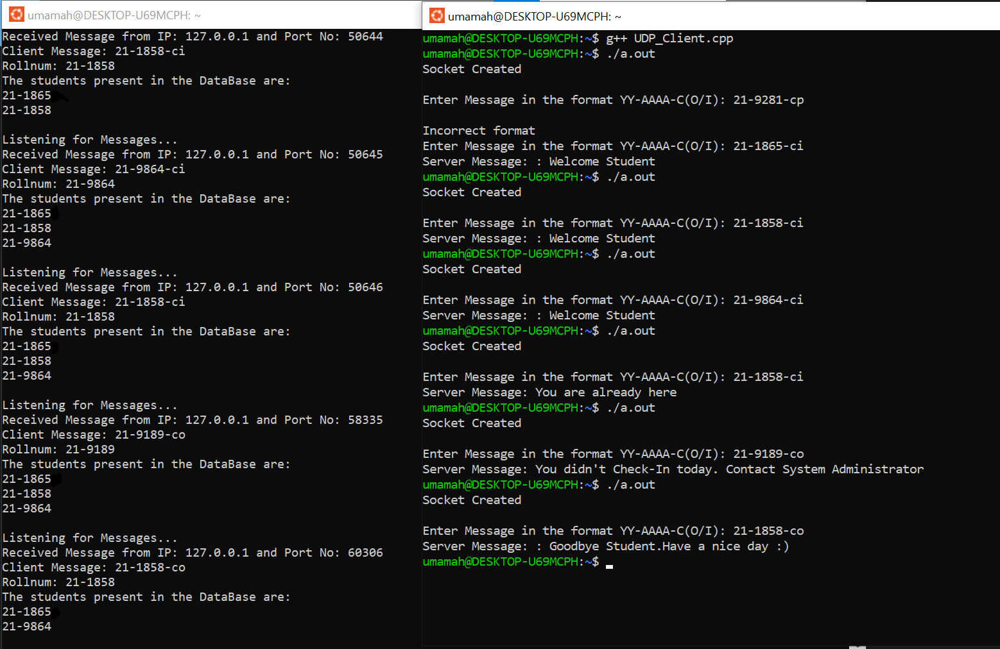 umamah@DESKTOP-U69MCPH: ~
Received Message from IP: 127.0.0.1 and Port No: 50644
Client Message: 21-1858-ci
Rollnum: 21-1858
The students present in the DataBase are:
21-1865
21-1858
Listening for Messages...
Received Message from IP: 127.0.0.1 and Port No: 50645
Client Message: 21-9864-ci
Rollnum: 21-9864
The students present in the DataBase are:
21-1865
21-1858
21-9864
Listening for Messages...
Received Message from IP: 127.0.0.1 and Port No: 50646
Client Message: 21-1858-ci
Rollnum: 21-1858
The students present in the DataBase are:
21-1865
21-1858
21-9864
Listening for Messages...
Received Message from IP: 127.0.0.1 and Port No: 58335
Client Message: 21-9189-co
Rollnum: 21-9189
The students present in the DataBase are:
21-1865
21-1858
21-9864
Listening for Messages...
Received Message from IP: 127.0.0.1 and Port No: 60306
Client Message: 21-1858-co
Rollnum: 21-1858
The students present in the DataBase are:
21-1865
21-9864
umamah@DESKTOP-U69MCPH: ~
umamah@DESKTOP-U69MCPH:~$ g++ UDP_Client.cpp
umamah@DESKTOP-U69MCPH:~$ ./a.out
Socket Created
Enter Message in the format YY-AAAA-C(O/I): 21-9281-cp
Incorrect format
Enter Message in the format YY-AAAA-C(O/I): 21-1865-ci
Server Message: : Welcome Student
umamah@DESKTOP-U69MCPH:~$ ./a.out
Socket Created
Enter Message in the format YY-AAAA-C(O/I): 21-1858-ci
Server Message: : Welcome Student
umamah@DESKTOP-U69MCPH:~$ ./a.out
Socket Created
Enter Message in the format YY-AAAA-C(O/I): 21-9864-ci
Server Message: : Welcome Student
umamah@DESKTOP-U69MCPH:~$ ./a.out
Socket Created
Enter Message in the format YY-AAAA-C(O/I): 21-1858-ci
Server Message: You are already here
umamah@DESKTOP-U69MCPH:~$ ./a.out
Socket Created
Enter Message in the format YY-AAAA-C(O/I): 21-9189-co
Server Message: You didn't Check-In today. Contact System Administrator
umamah@DESKTOP-U69MCPH:~$ ./a.out
Socket Created
Enter Message in the format YY-AAAA-C(O/I): 21-1858-co
Server Message: : Goodbye Student.Have a nice day :)
umamah@DESKTOP-U69MCPH:~$